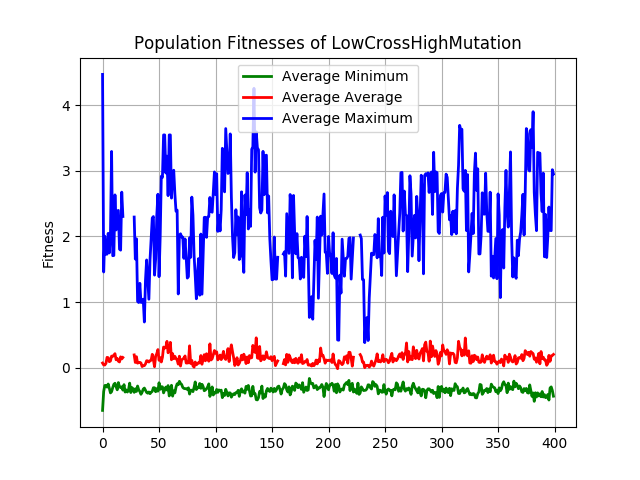 Population Fitnesses of LowCrossHighMutation
Average Minimum
Average Average
Average Maximum
Fitness
4
3
2
1
0
0 50 100 150 200 250 300 350 400